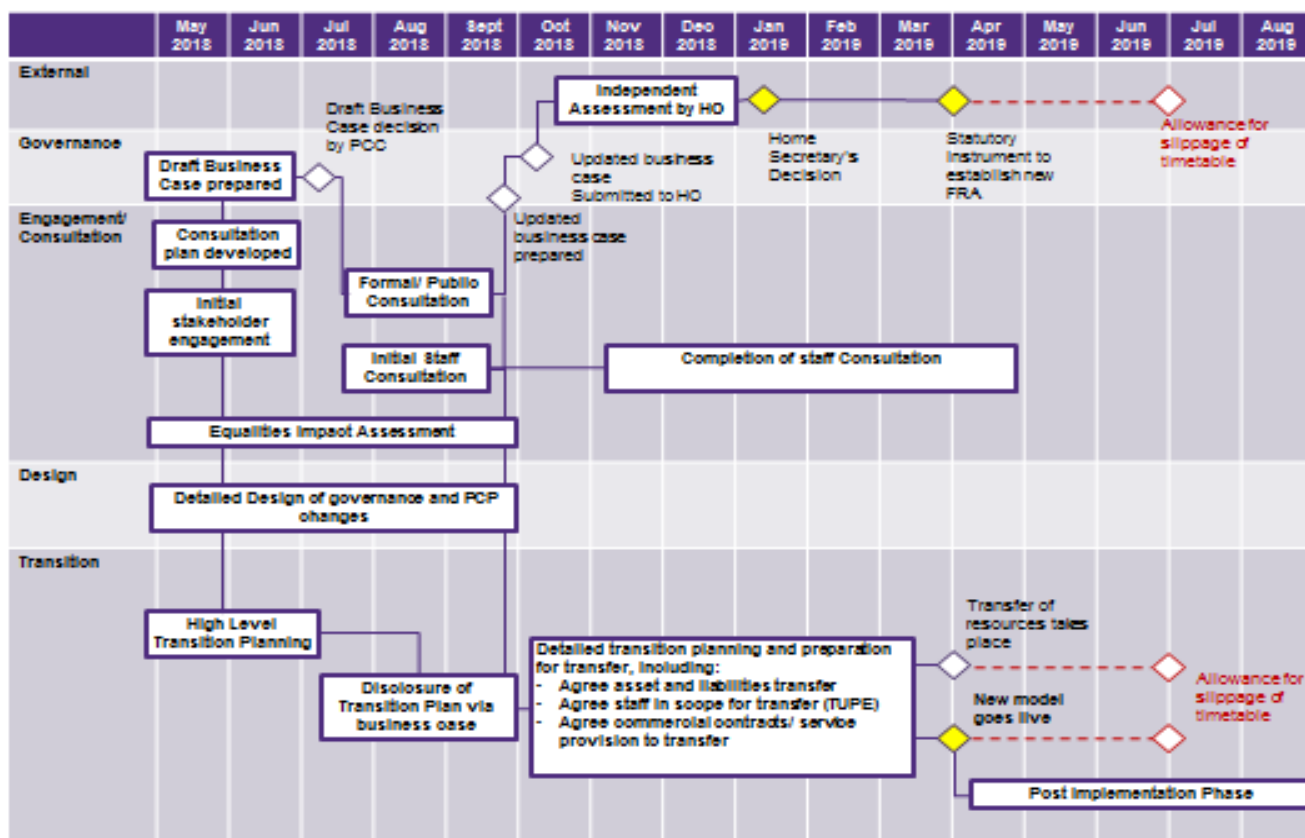 May 2018
Jun 2018
Jul 2018
Aug 2018
Sept 2018
Oct 2018
Nov 2018
Dec 2018
Jan 2019
Feb 2019
Mar 2019
Apr 2019
May 2019
Jun 2019
Jul 2019
Aug 2019
External
Independent
Assessment by HO
Draft Business
Case decision
by PCC
Home
Secretary's
Decision
Statutory
Instrument to
establish new
FRA
Allowance for
slippage of
timetable
Governance
Draft Business
Case prepared
Updated business
case
Submitted to HO
Updated
business case
prepared
Engagement/
Consultation
Consultation
plan developed
Formal/ Public
Consultation
Initial
stakeholder
engagement
Initial Staff
Consultation
Completion of staff Consultation
Equalities Impact Assessment
Design
Detailed Design of governance and PCP
changes
Transition
High Level
Transition Planning
Disclosure of
Transition Plan via
business case
Detailed transition planning and preparation
for transfer, including:
- Agree asset and liabilities transfer
- Agree staff in scope for transfer (TUPE)
- Agree commercial contracts/ service
provision to transfer
Transfer of
resources takes
place
New model
goes live
Allowance for
slippage of
timetable
Post Implementation Phase